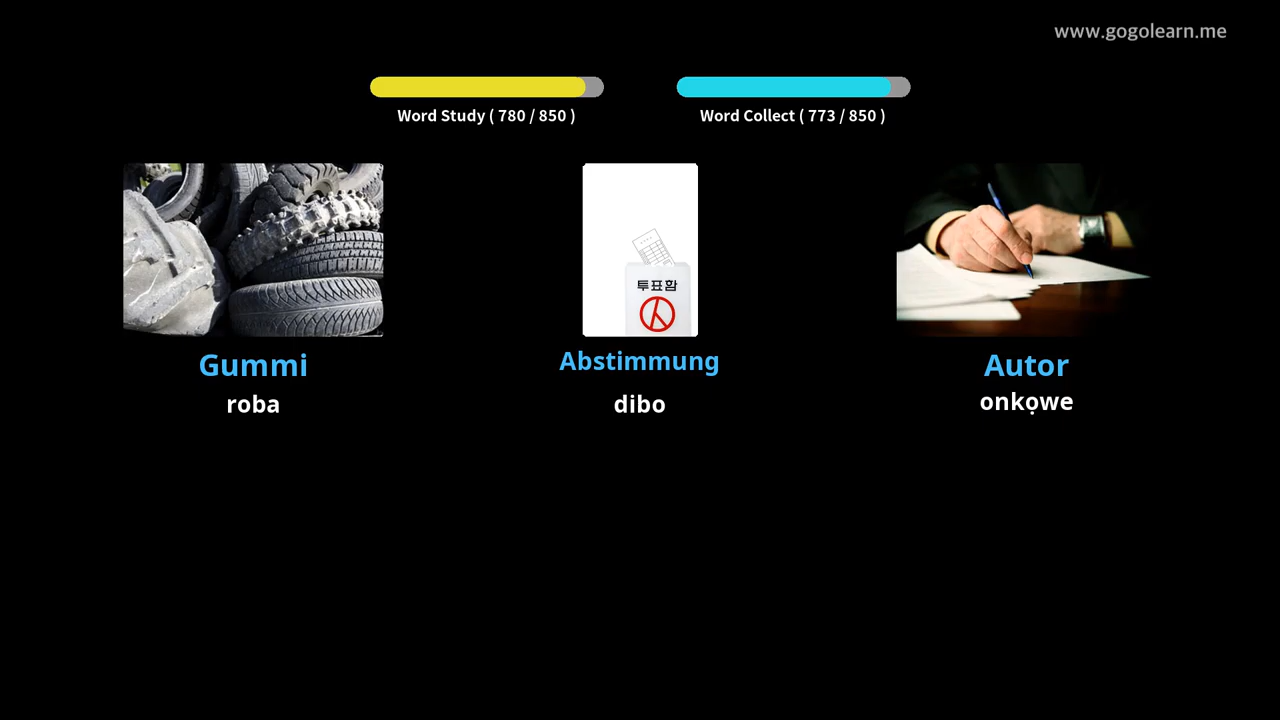 www.gogolearn.me
Word Study ( 780 / 850 )
Word Collect ( 773 / 850 )
투표함
Gummi
Abstimmung
Autor
roba
dibo
onkọwe